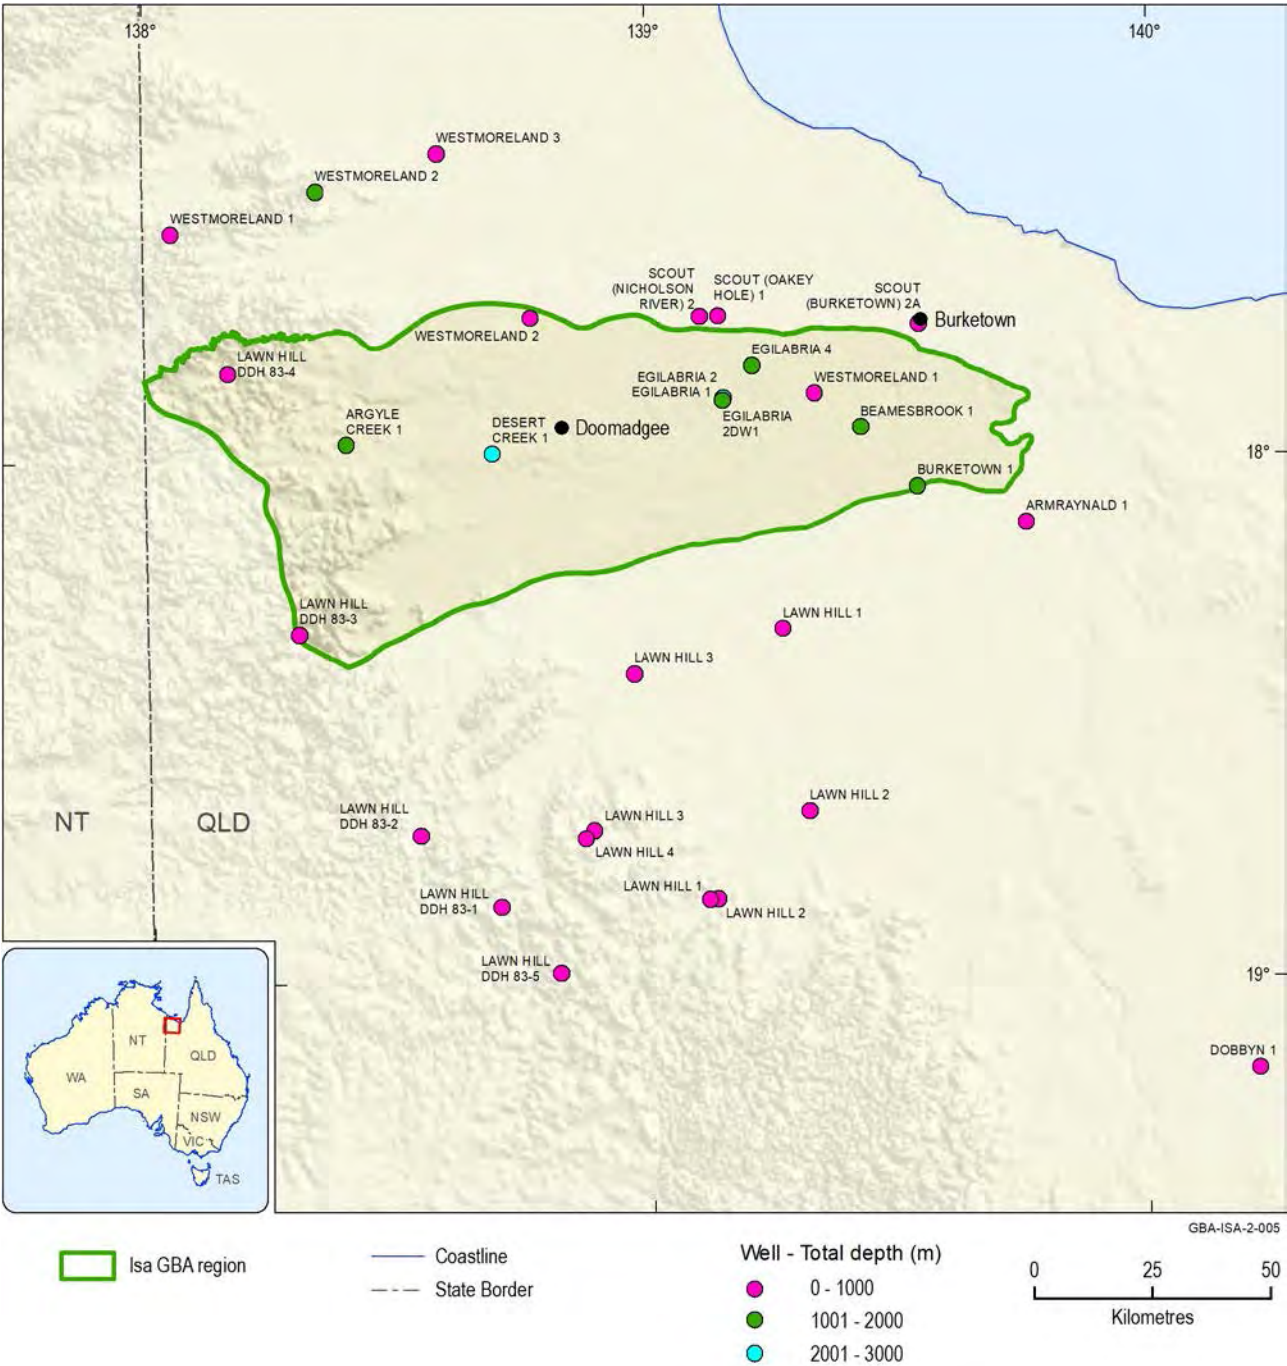 138°
139°
140°
WESTMORELAND 3
WESTMORELAND 2
WESTMORELAND 1
SCOUT
(NICHOLSON
RIVER) 2
SCOUT (OAKEY
HOLE) 1
SCOUT
(BURKETOWN) 2A
Burketown
WESTMORELAND 2
EGILABRIA 4
LAWN HILL
DDH 83-4
EGILABRIA 2
EGILABRIA 1
WESTMORELAND 1
EGILABRIA
2DW1
BEAMESBROOK 1
ARGYLE
CREEK 1
DESERT
CREEK 1
Doomadgee
18°
BURKETOWN 1
ARMRAYNALD 1
LAWN HILL
DDH 83-3
LAWN HILL 1
LAWN HILL 3
NT
QLD
LAWN HILL
DDH 83-2
LAWN HILL 3
LAWN HILL 4
LAWN HILL 2
LAWN HILL
DDH 83-1
LAWN HILL 1
LAWN HILL 2
LAWN HILL
DDH 83-5
19°
DOBBYN 1
NT
QLD
WA
SA
NSW
VIC
TAS
GBA-ISA-2-005
Isa GBA region
Coastline
State Border
Well - Total depth (m)
0 - 1000
1001 - 2000
2001 - 3000
0 25 50
Kilometres